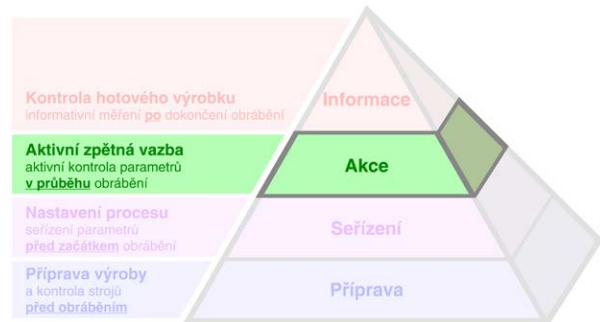 Kontrola hotového výrobku
informativní měření po dokončení obrábění
Informace
Aktivní zpětná vazba
aktivní kontrola parametrů
v průběhu obrábění
Akce
Nastavení procesu
seřízení parametrů
před začátkem obrábění
Seřízení
Příprava výroby
a kontrola strojů
před obráběním
Příprava